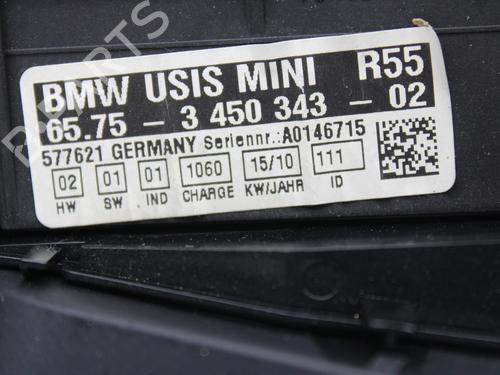 BMW USIS MINI R55
65.75 - 3 450 343 - 02
577621 GERMANY Seriennr.:A0146715
02 01 01 1060 15/10 111
HW SW IND CHARGE KW/JAHR ID